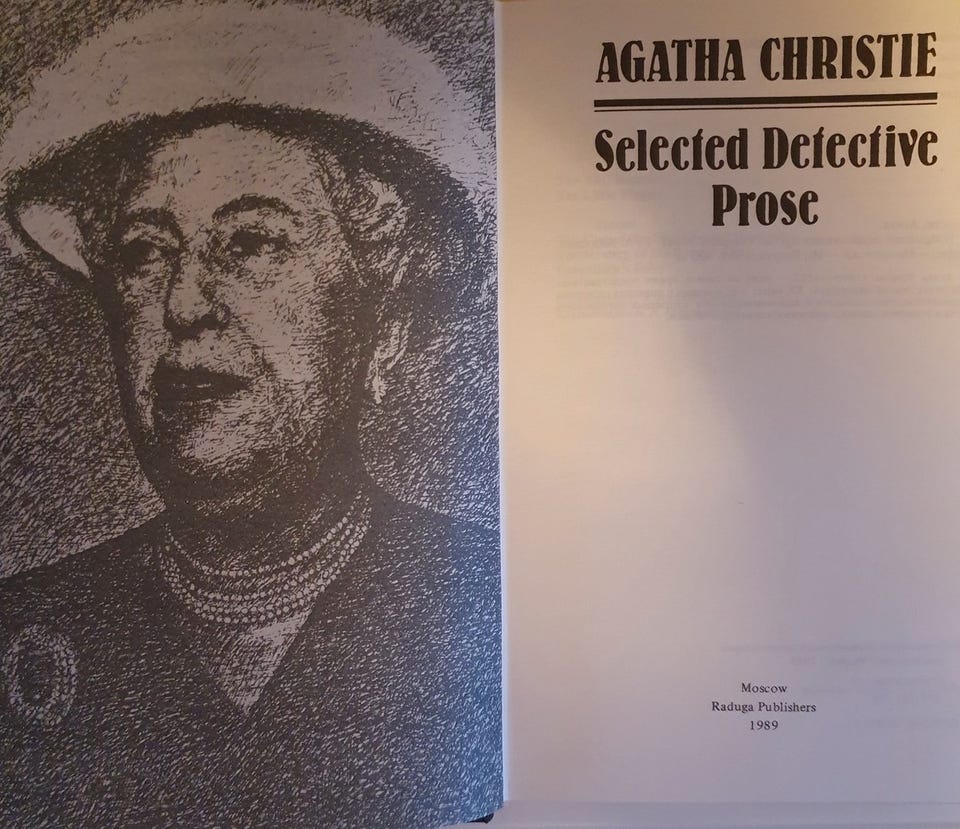 AGATHA CHRISTIE
Selected Detective
Prose
Moscow
Raduga Publishers
1989